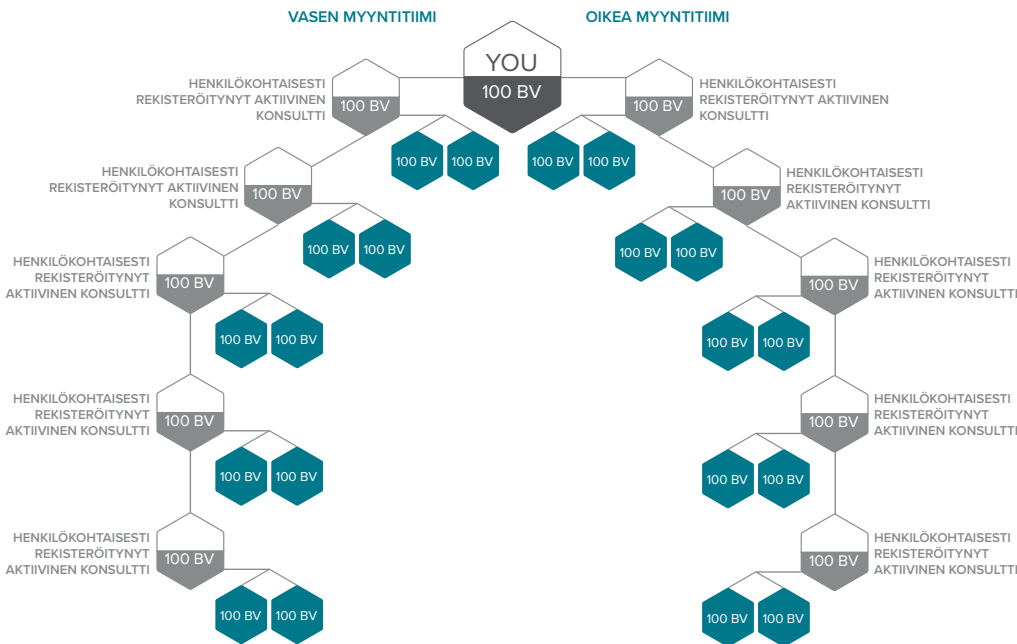 VASEN MYYNTITIIMI
OIKEA MYYNTITIIMI
YOU
100 BV
HENKILÖKOHTAISESTI
REKISTERÖITYNYT AKTIIVINEN
KONSULTTI
100 BV
100 BV
HENKILÖKOHTAISESTI
REKISTERÖITYNYT AKTIIVINEN
KONSULTTI
100 BV
100 BV
100 BV
100 BV
HENKILÖKOHTAISESTI
REKISTERÖITYNYT AKTIIVINEN
KONSULTTI
100 BV
100 BV
HENKILÖKOHTAISESTI
REKISTERÖITYNYT
AKTIIVINEN KONSULTTI
100 BV
100 BV
100 BV
100 BV
HENKILÖKOHTAISESTI
REKISTERÖITYNYT
AKTIIVINEN KONSULTTI
100 BV
100 BV
HENKILÖKOHTAISESTI
REKISTERÖITYNYT
AKTIIVINEN KONSULTTI
100 BV
100 BV
100 BV
100 BV
HENKILÖKOHTAISESTI
REKISTERÖITYNYT
AKTIIVINEN KONSULTTI
100 BV
100 BV
HENKILÖKOHTAISESTI
REKISTERÖITYNYT
AKTIIVINEN KONSULTTI
100 BV
100 BV
100 BV
100 BV
HENKILÖKOHTAISESTI
REKISTERÖITYNYT
AKTIIVINEN KONSULTTI
100 BV
100 BV
HENKILÖKOHTAISESTI
REKISTERÖITYNYT
AKTIIVINEN KONSULTTI
100 BV
100 BV
100 BV
100 BV